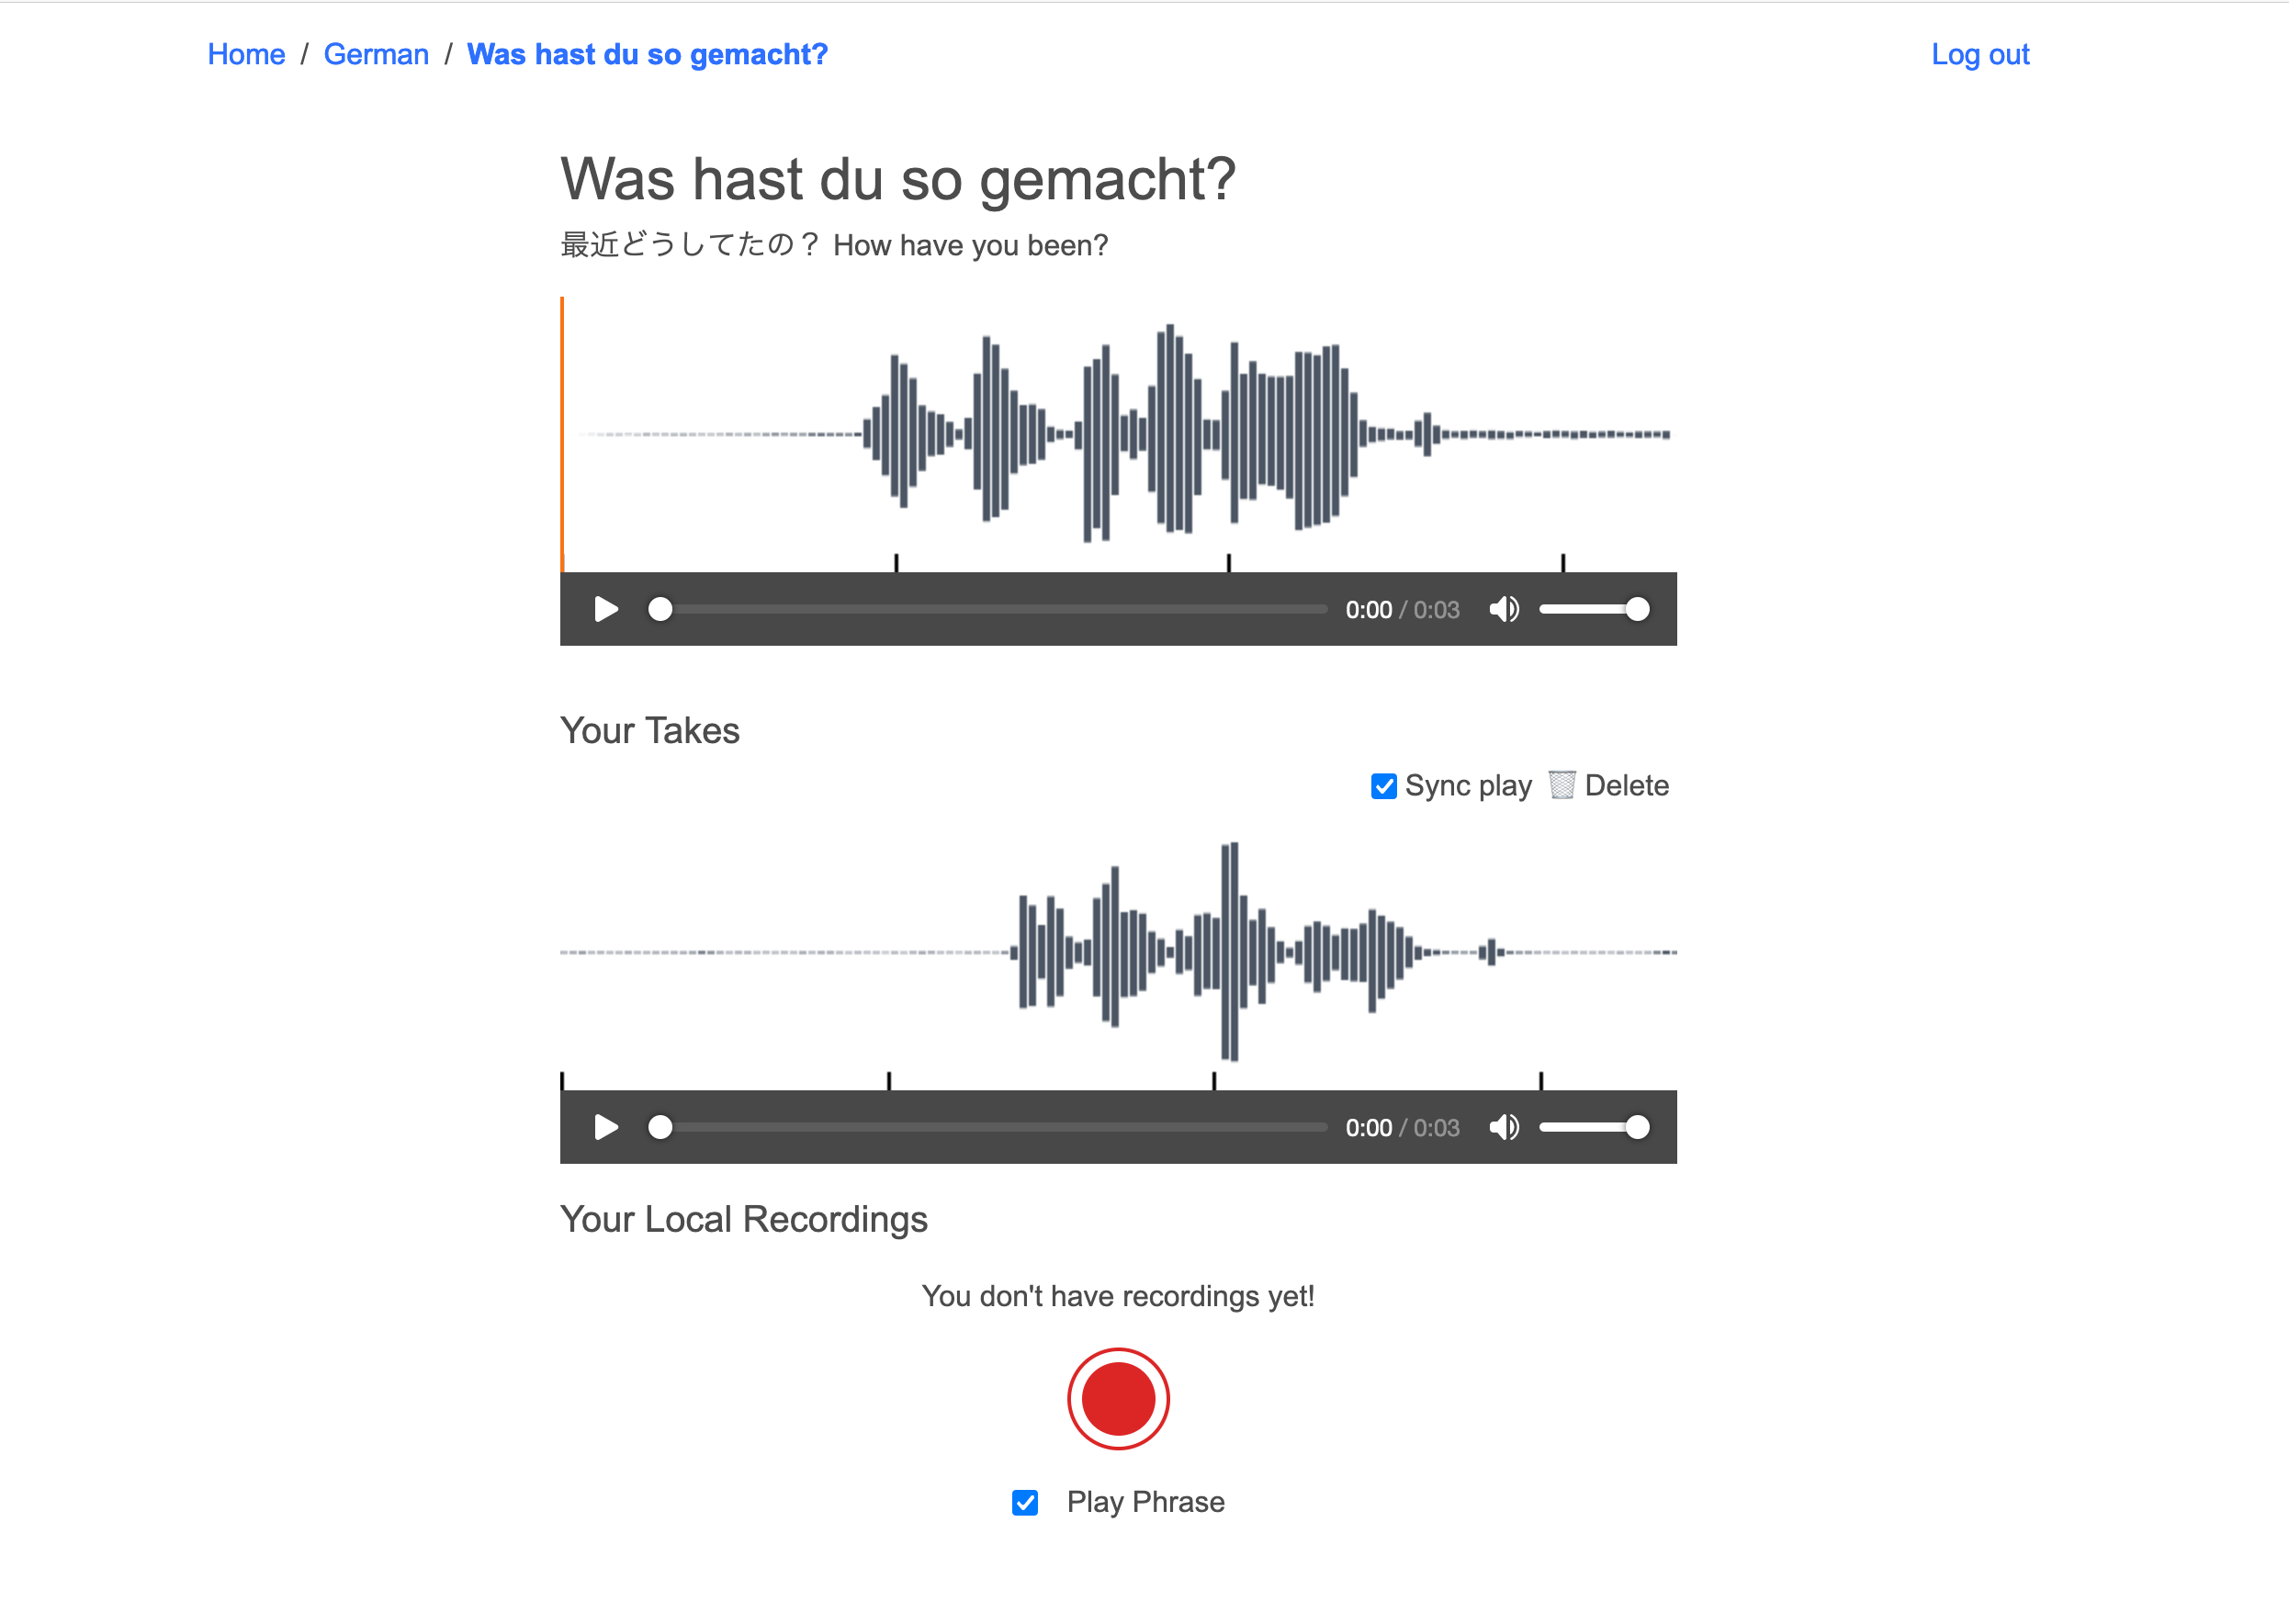 Home / German / Was hast du so gemacht? Log out
Was hast du so gemacht?
最近どうしてたの？ How have you been?
0:00 / 0:03
Your Takes
Sync play Delete
0:00 / 0:03
Your Local Recordings
You don't have recordings yet!
Play Phrase